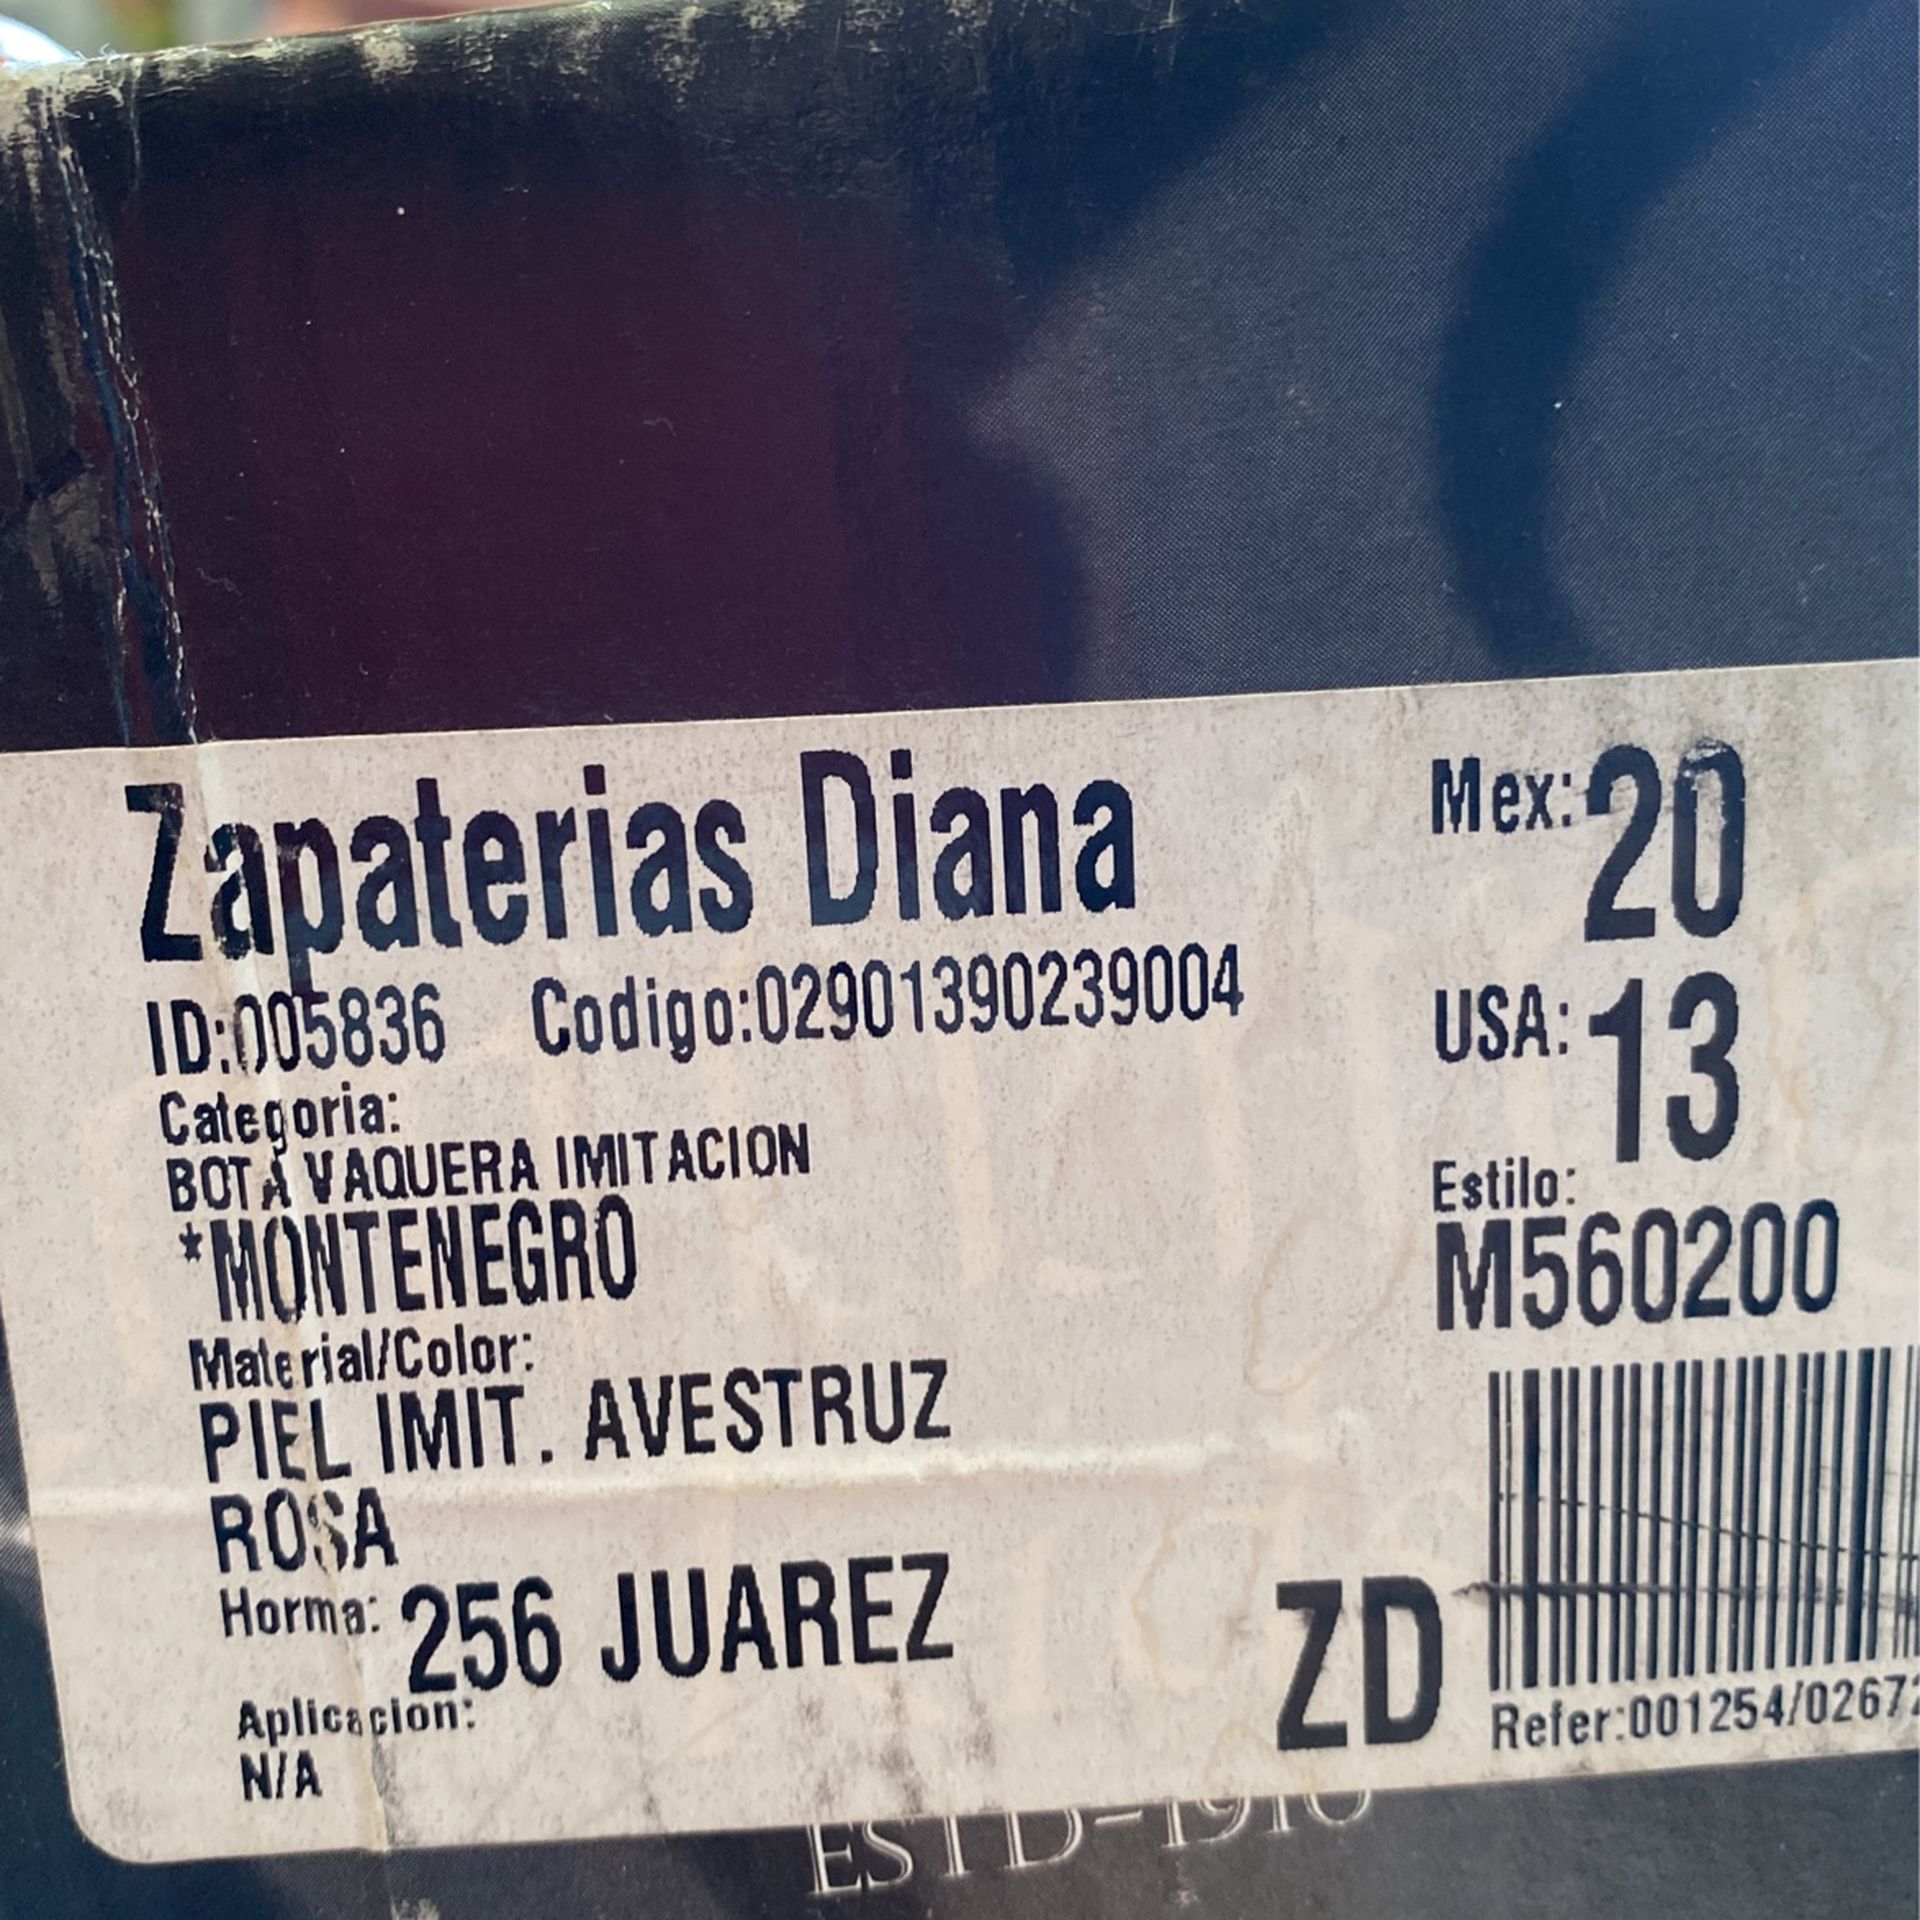 Zapaterias Diana
Mex: 20
ID:005836 Codigo:02901390239004
USA: 13
Categoria:
BOTA VAQUERA IMITACION
*MONTENEGRO
Estilo:
M560200
Material/Color:
PIEL IMIT. AVESTRUZ
ROSA
Horma: 256 JUAREZ
ZD
Aplicacion:
N/A
Refer:001254/02672
ESTD-1910